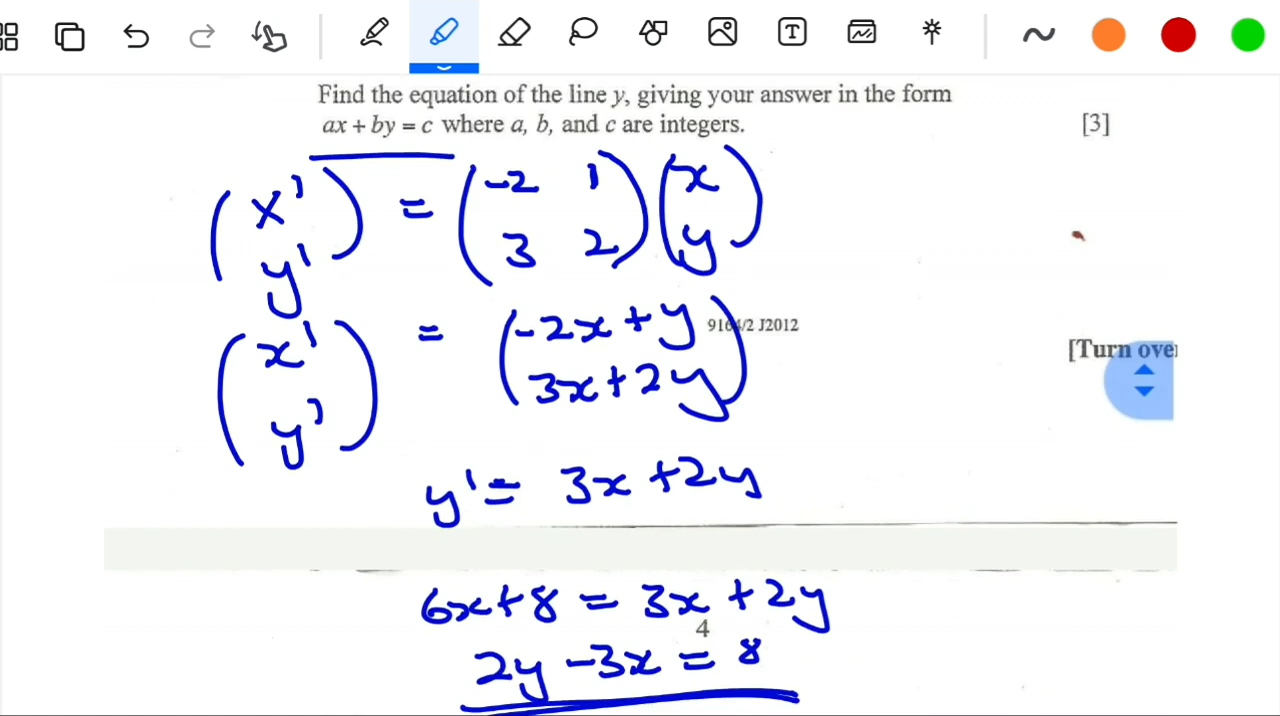 Find the equation of the line y, giving your answer in the form
ax + by = c where a, b, and c are integers. [3]
(x' y') = (-2 1 3 2)(x y)
(x' y') = (-2x + y 3x + 2y)
9164/2 J2012
[Turn over
y' = 3x + 2y
6x + 8 = 3x + 2y
4
2y - 3x = 8